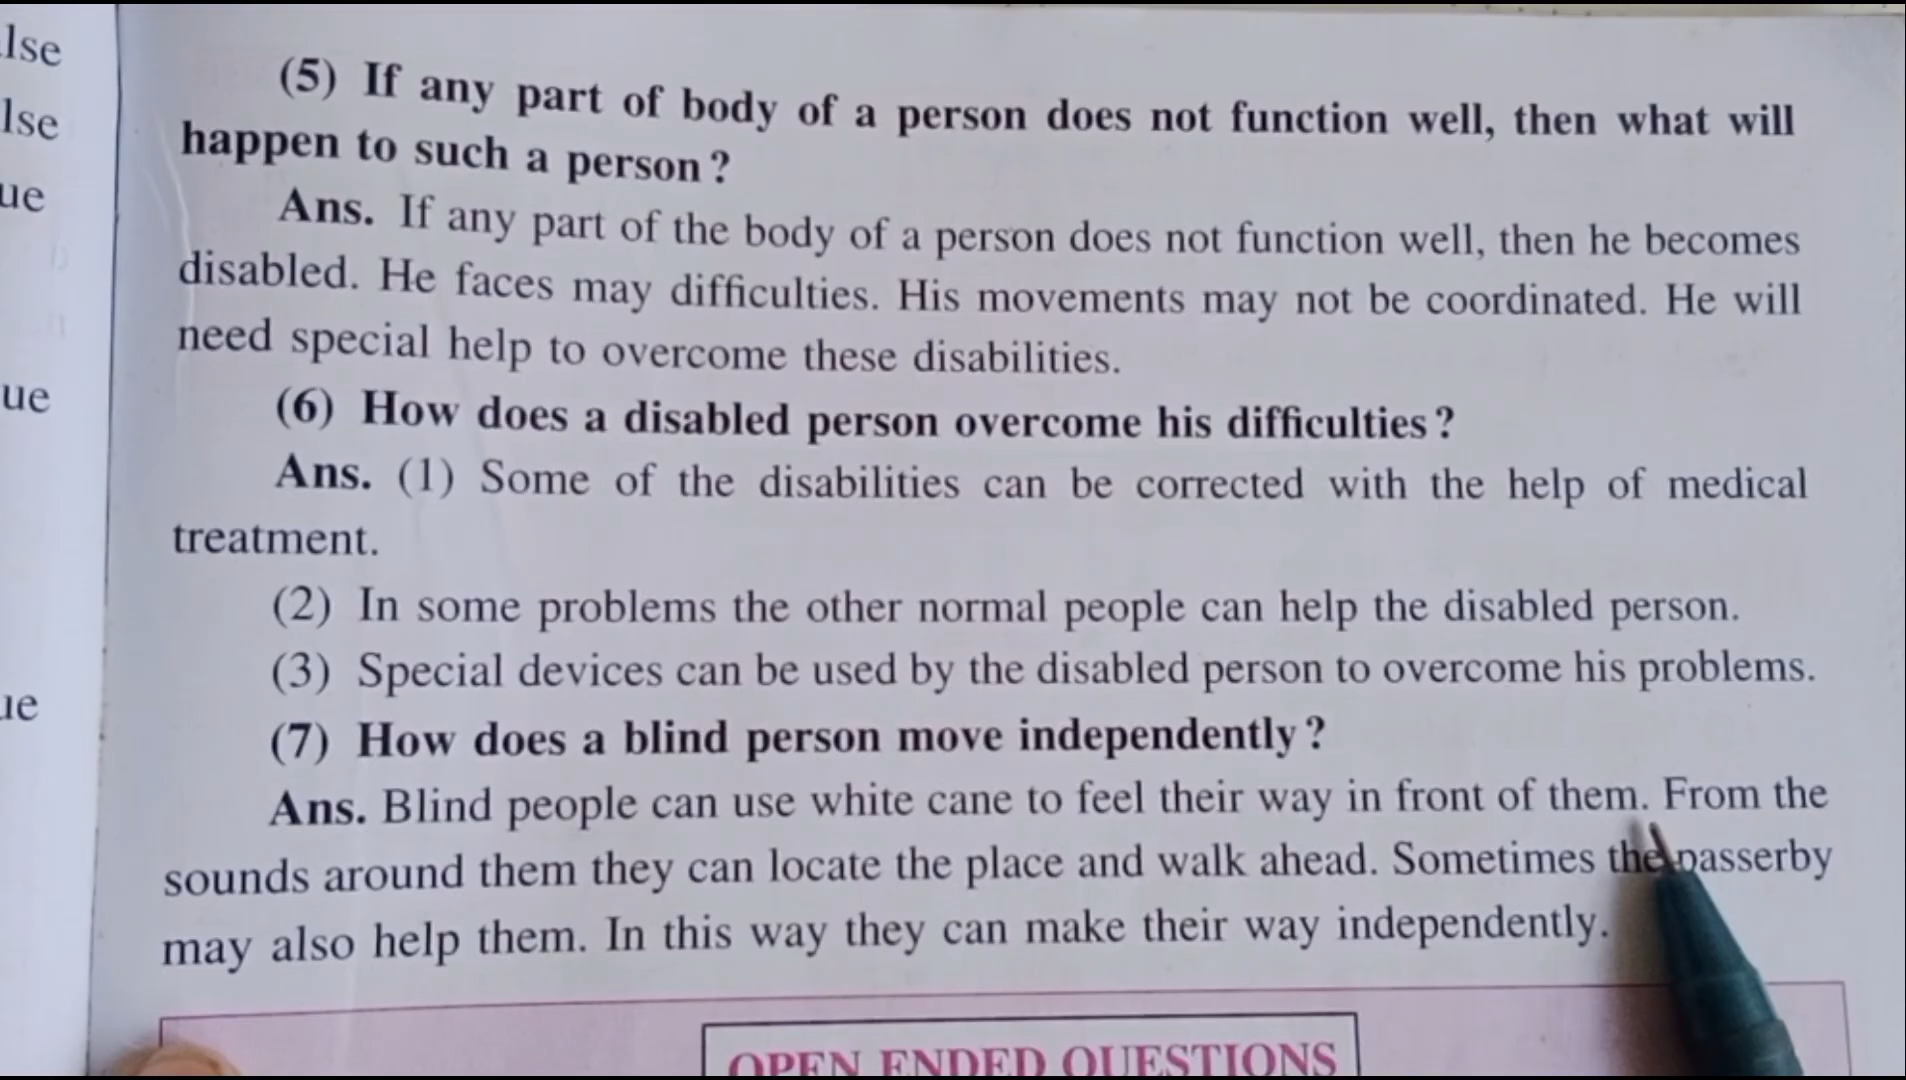 lse
lse
ue
ue
ue
(5) If any part of body of a person does not function well, then what will
happen to such a person?
Ans. If any part of the body of a person does not function well, then he becomes
disabled. He faces may difficulties. His movements may not be coordinated. He will
need special help to overcome these disabilities.
(6) How does a disabled person overcome his difficulties?
Ans. (1) Some of the disabilities can be corrected with the help of medical
treatment.
(2) In some problems the other normal people can help the disabled person.
(3) Special devices can be used by the disabled person to overcome his problems.
(7) How does a blind person move independently?
Ans. Blind people can use white cane to feel their way in front of them. From the
sounds around them they can locate the place and walk ahead. Sometimes the passerby
may also help them. In this way they can make their way independently.
OPEN ENDED QUESTIONS